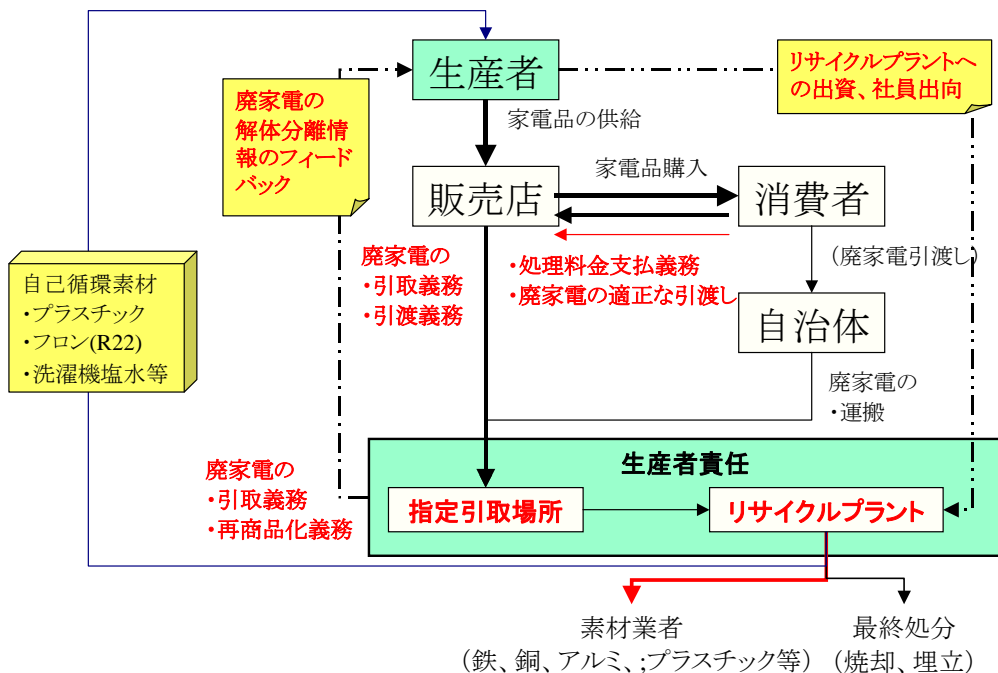 生産者
リサイクルプラントへ
の出資、社員出向
廃家電の
解体分離情
報のフィード
バック
家電品の供給
販売店
家電品購入
消費者
廃家電の
・引取義務
・引渡義務
・処理料金支払義務
・廃家電の適正な引渡し
(廃家電引渡し)
自己循環素材
・プラスチック
・フロン(R22)
・洗濯機塩水等
自治体
廃家電の
・運搬
廃家電の
・引取義務
・再商品化義務
生産者責任
指定引取場所
リサイクルプラント
素材業者
(鉄、銅、アルミ、;プラスチック等)
最終処分
(焼却、埋立)